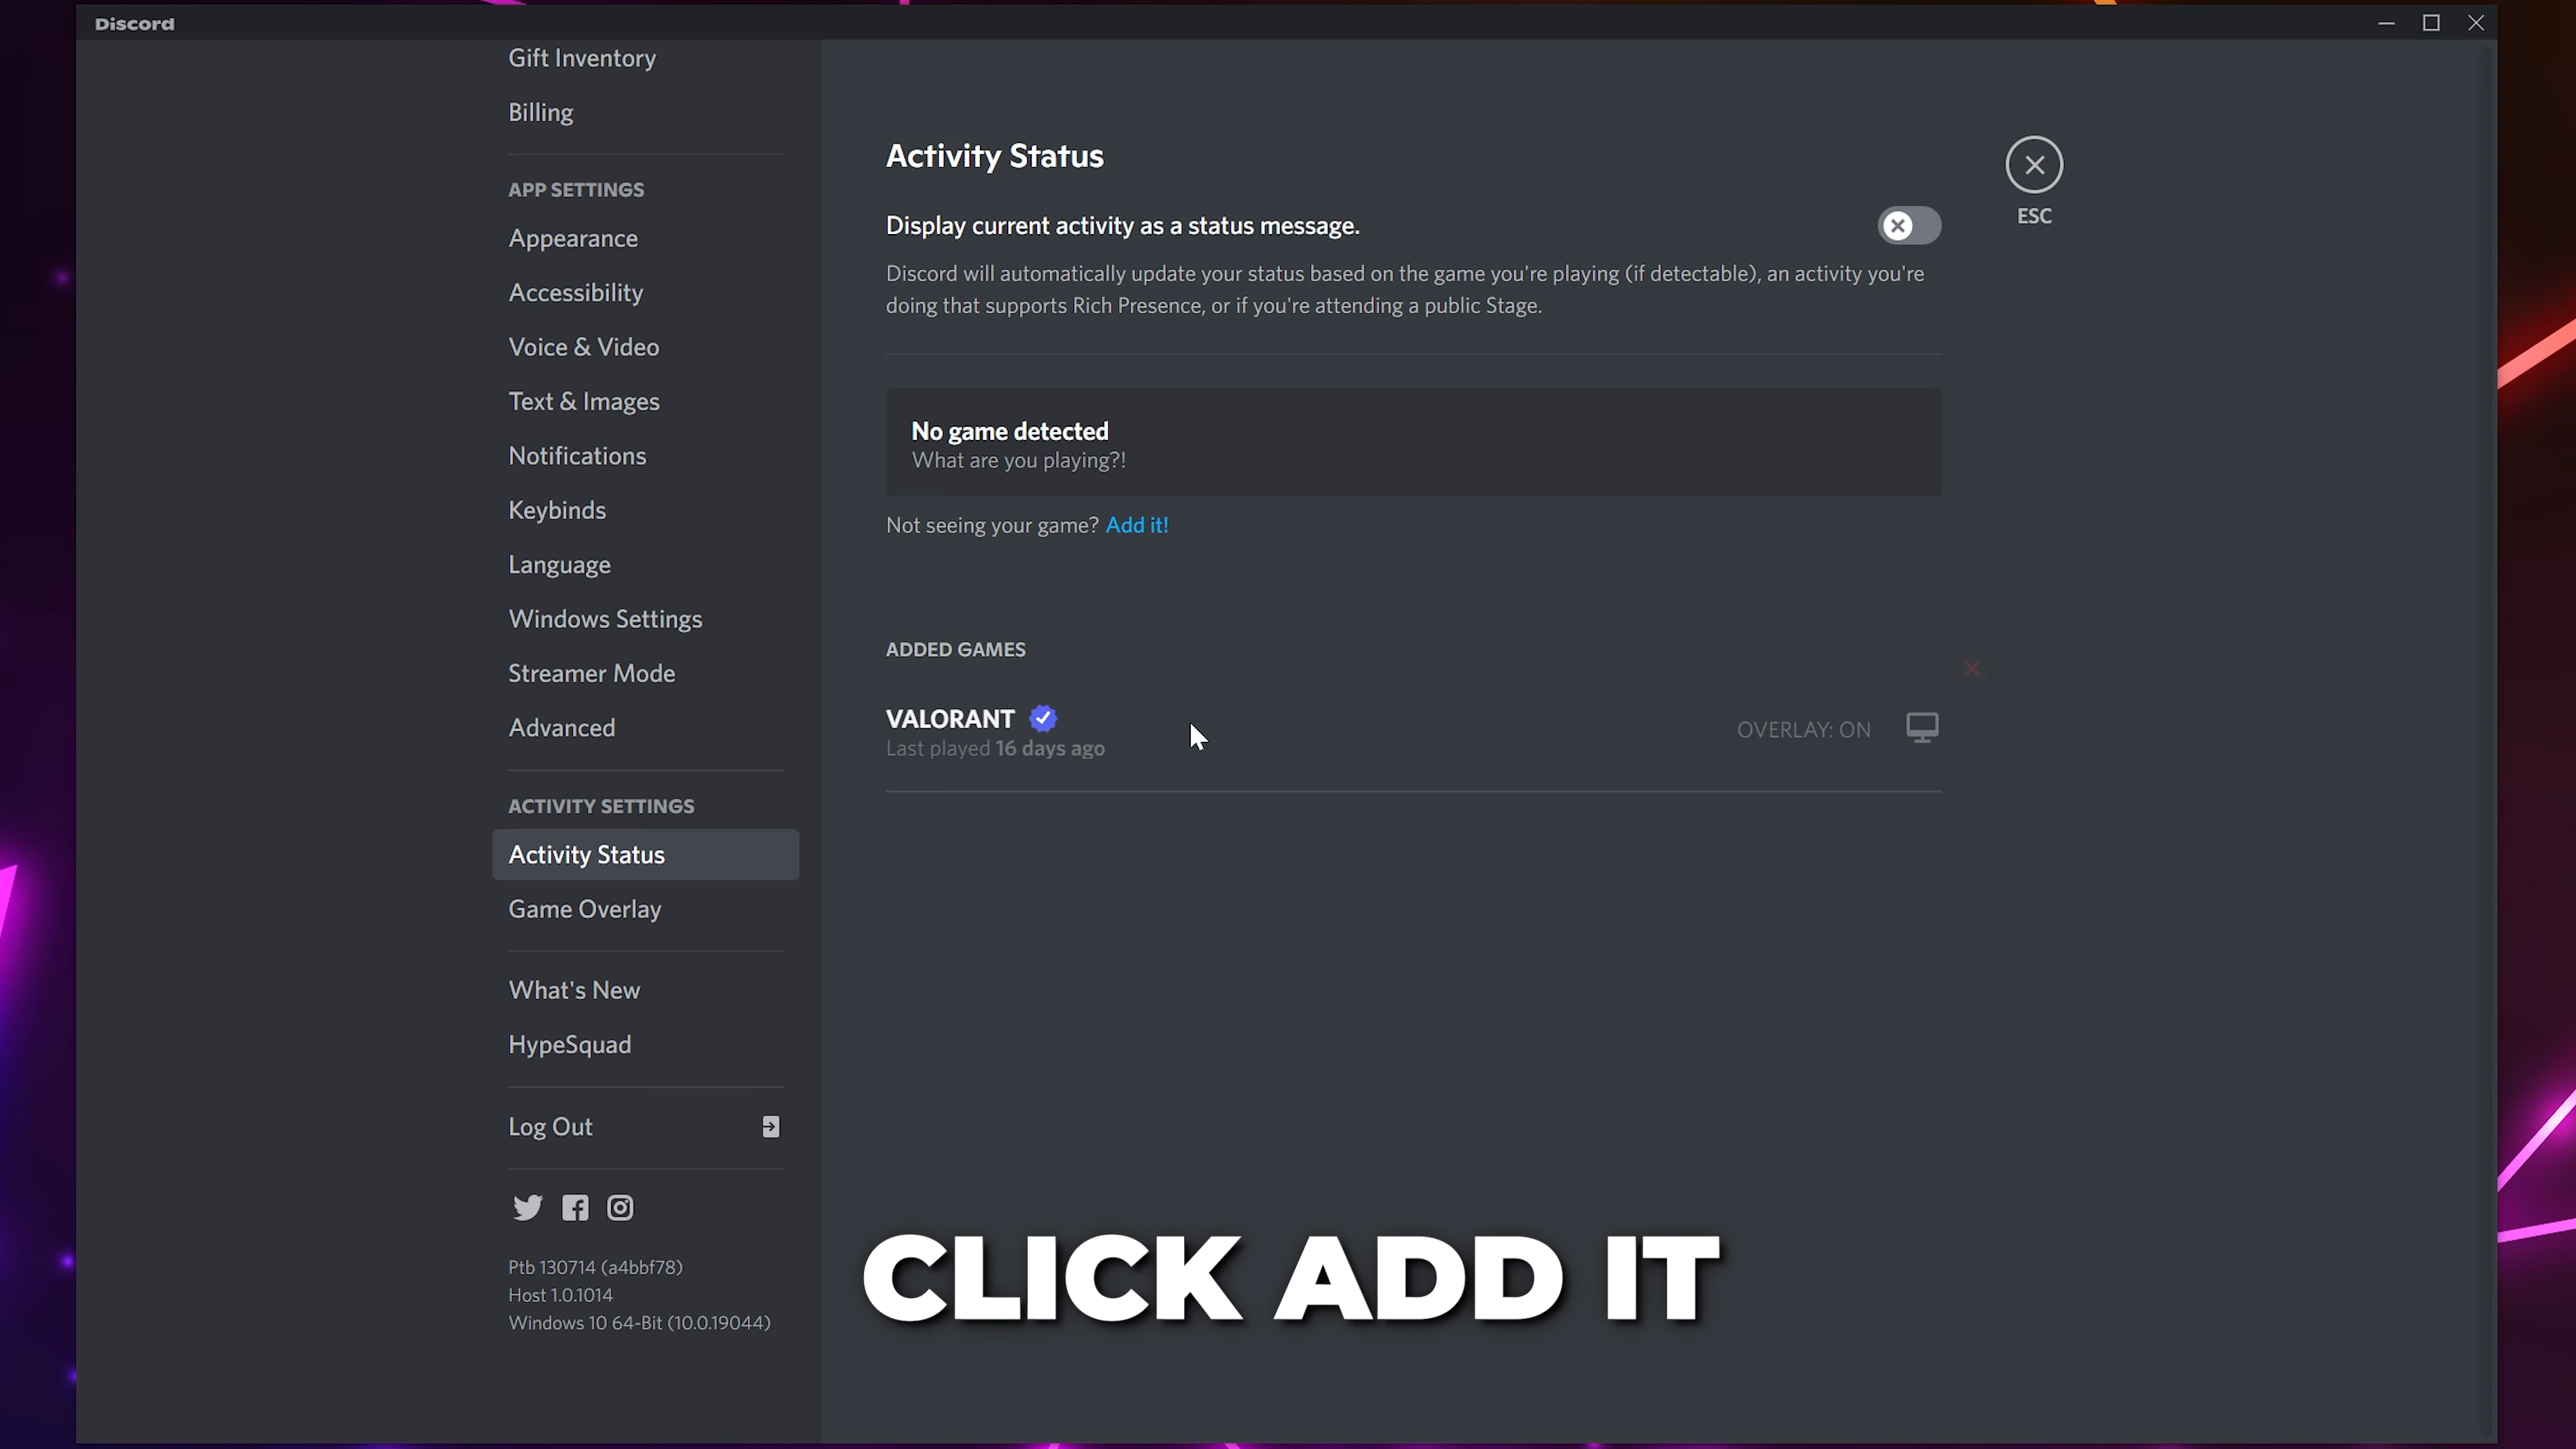 Discord
Gift Inventory
Billing
APP SETTINGS
Appearance
Accessibility
Voice & Video
Text & Images
Notifications
Keybinds
Language
Windows Settings
Streamer Mode
Advanced
ACTIVITY SETTINGS
Activity Status
Game Overlay
What's New
HypeSquad
Log Out
Ptb 130714 (a4bbf78)
Host 1.0.1014
Windows 10 64-Bit (10.0.19044)
Activity Status
ESC
Display current activity as a status message.
Discord will automatically update your status based on the game you're playing (if detectable), an activity you're
doing that supports Rich Presence, or if you're attending a public Stage.
No game detected
What are you playing?!
Not seeing your game? Add it!
ADDED GAMES
VALORANT
Last played 16 days ago
OVERLAY: ON
CLICK ADD IT